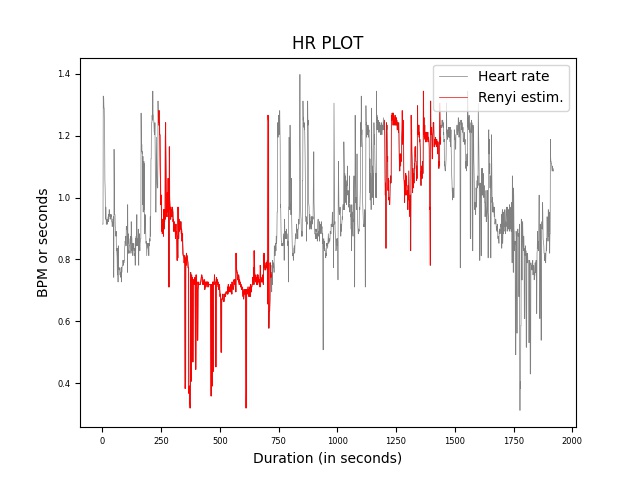 HR PLOT
Heart rate
Renyi estim.
BPM or seconds
1.4
1.2
1.0
0.8
0.6
0.4
0 250 500 750 1000 1250 1500 1750 2000
Duration (in seconds)